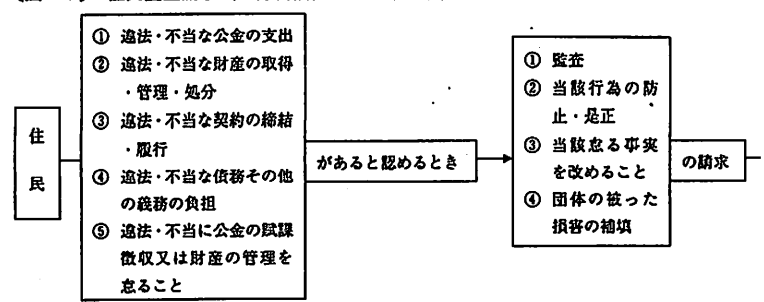 住
民
① 違法・不当な公金の支出
② 違法・不当な財産の取得
・管理・処分
③ 違法・不当な契約の締結
・履行
④ 違法・不当な債務その他
の義務の負担
⑤ 違法・不当に公金の賦課
徴収又は財産の管理を
怠ること
があると認めるとき
① 監査
② 当該行為の防
止・是正
③ 当該怠る事実
を改めること
④ 団体の被った
損害の補填
の請求